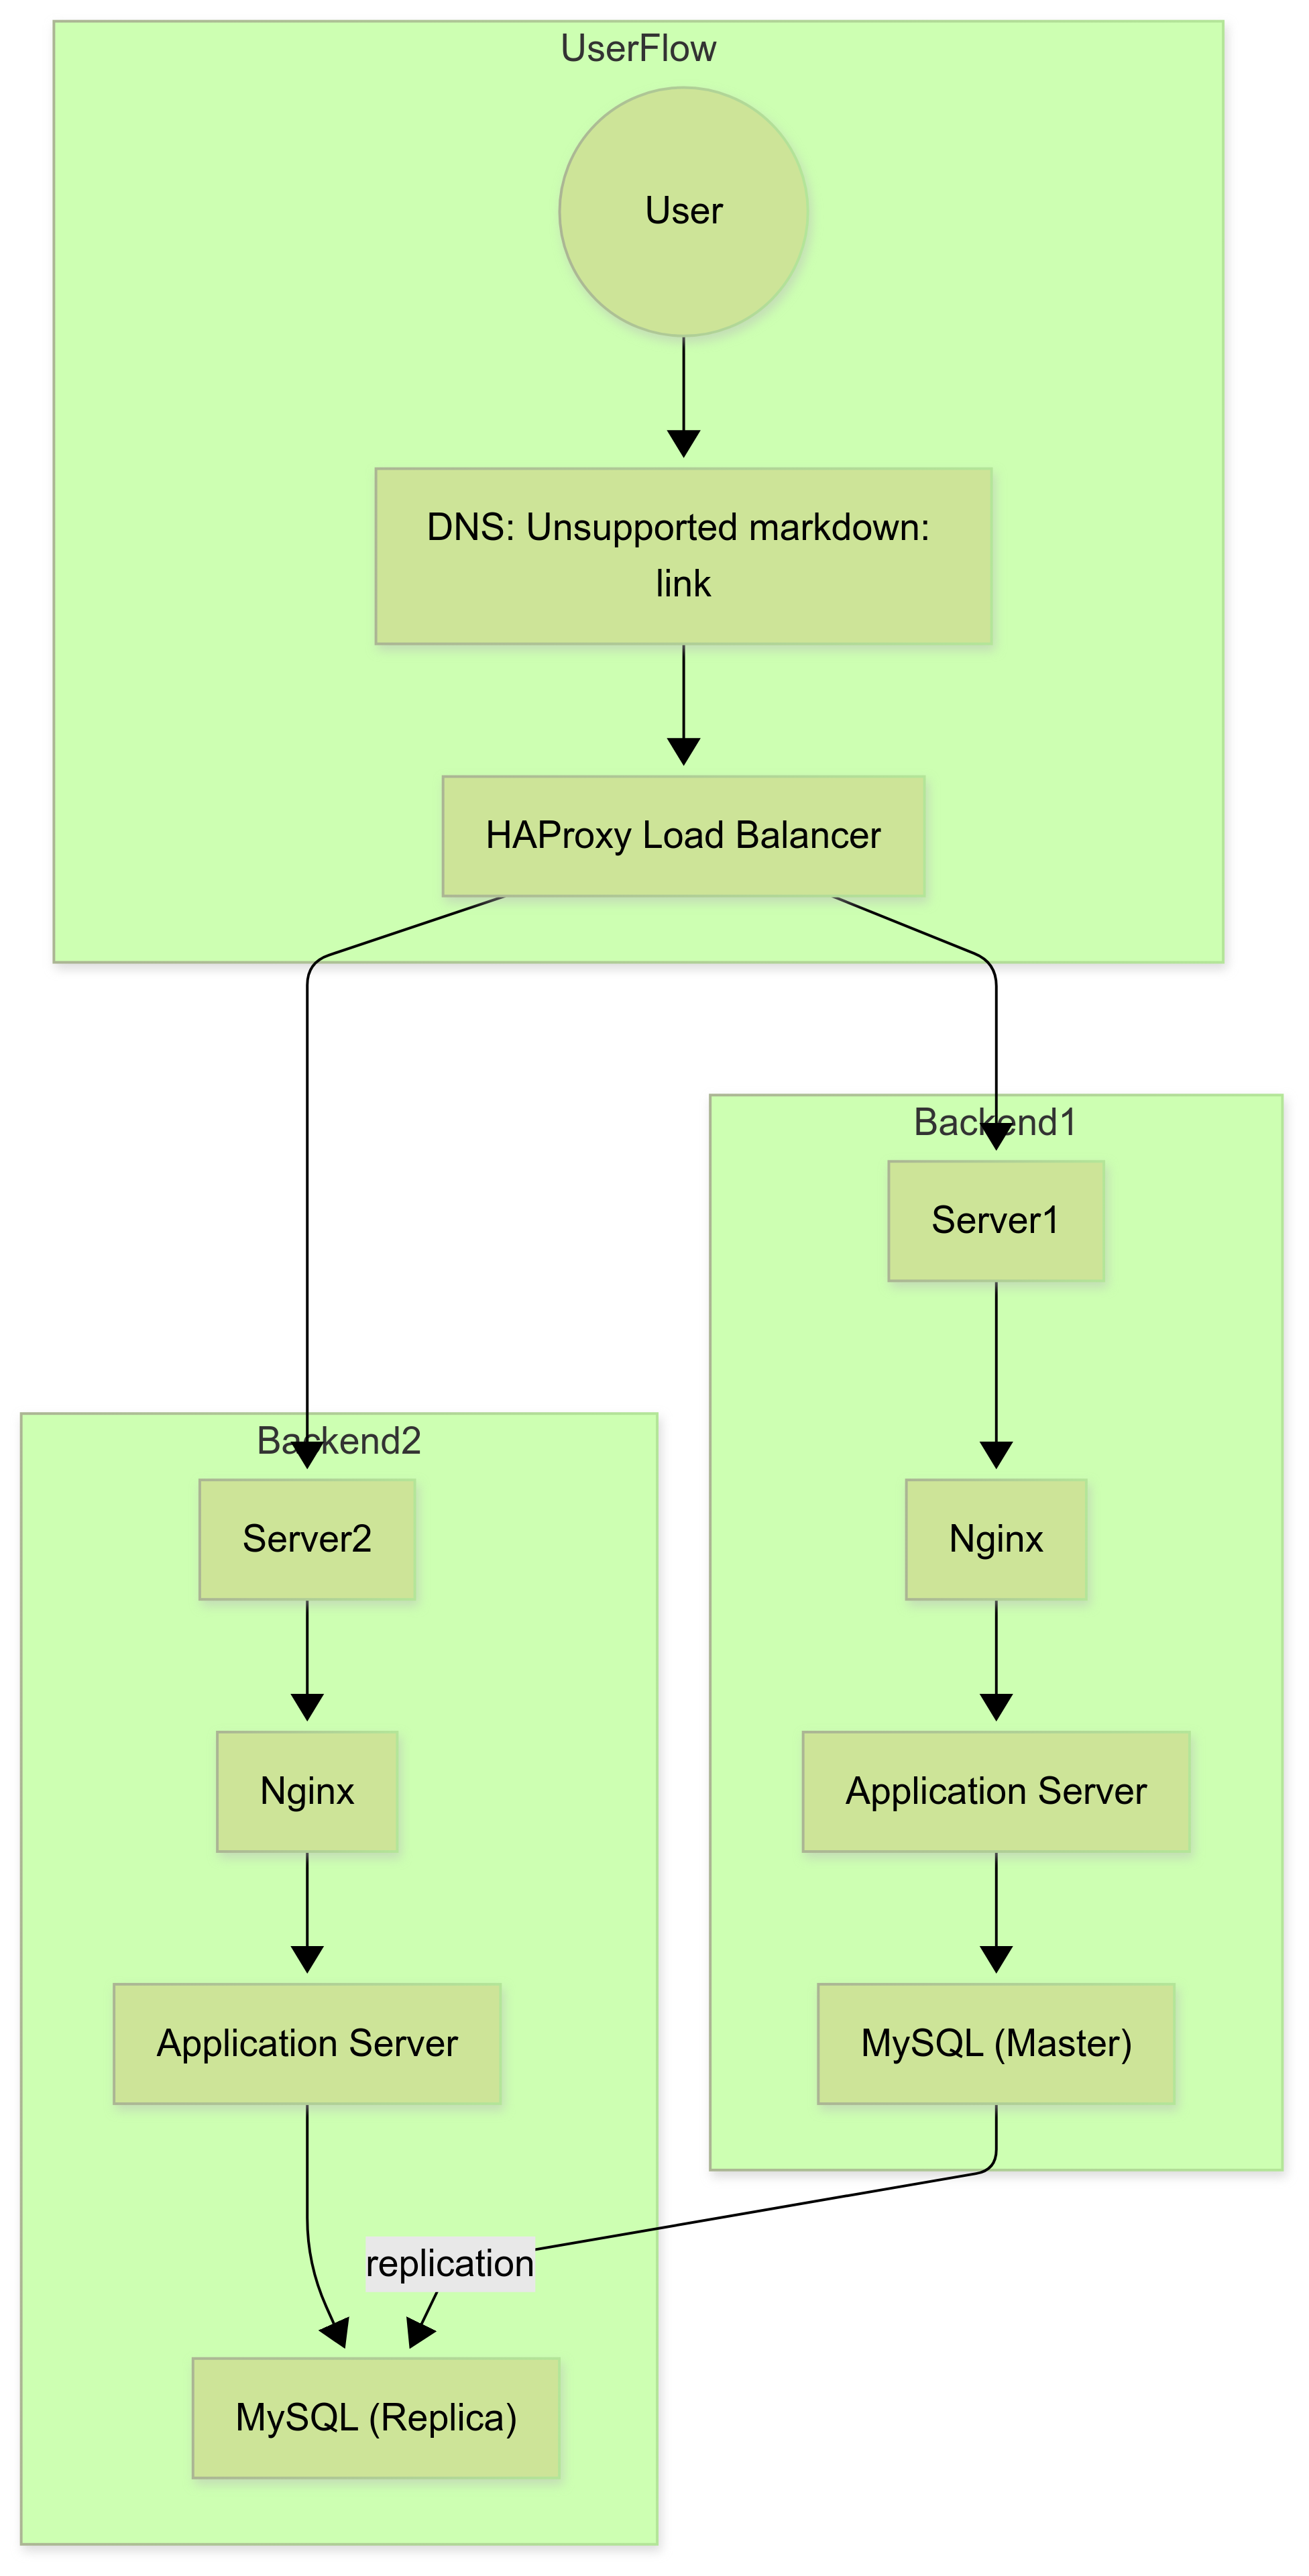 UserFlow
User
DNS: Unsupported markdown:
link
HAProxy Load Balancer
Backend1
Server1
Nginx
Application Server
MySQL (Master)
Backend2
Server2
Nginx
Application Server
replication
MySQL (Replica)